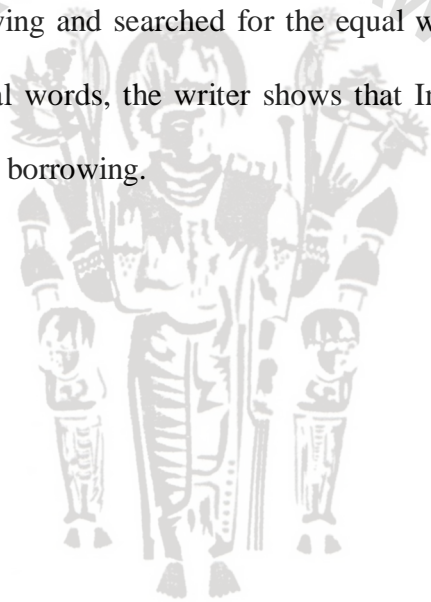 ving and searched for the equal w
al words, the writer shows that In
borrowing.